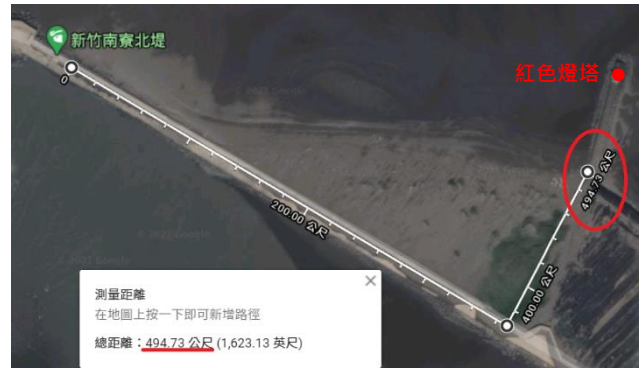 新竹南寮北堤
紅色燈塔
0
494.73 公尺
200.00 公尺
400.00 公尺
測量距離
在地圖上按一下即可新增路徑
總距離：494.73 公尺 (1,623.13 英尺)